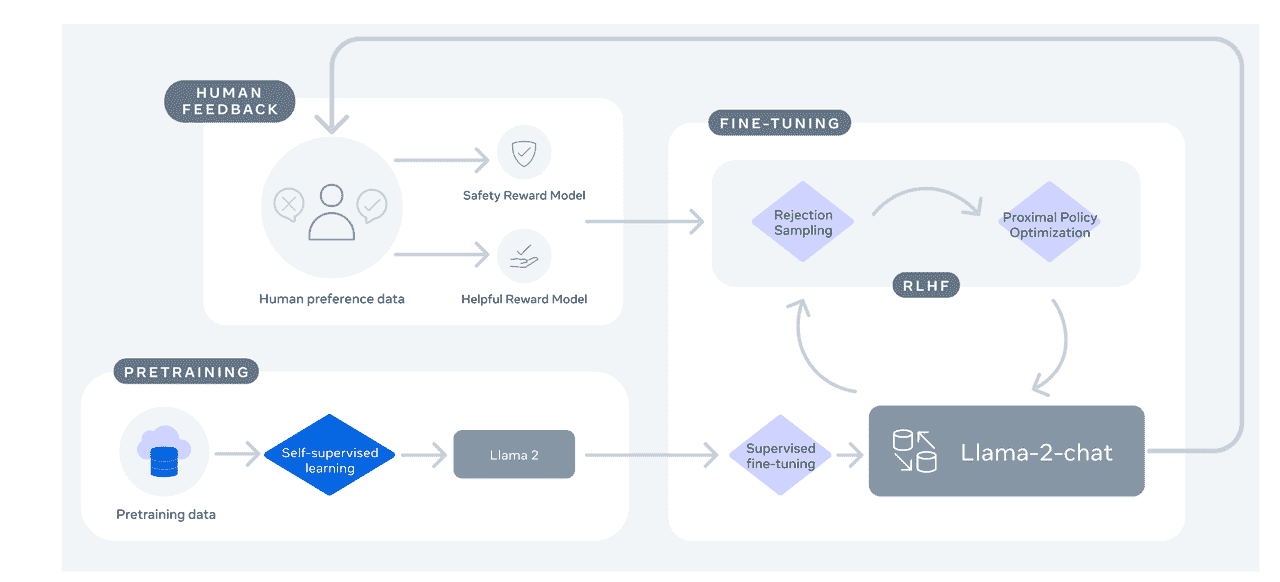 HUMAN
FEEDBACK
Safety Reward Model
Human preference data
Helpful Reward Model
FINE-TUNING
Rejection
Sampling
Proximal Policy
Optimization
RLHF
PRETRAINING
Pretraining data
Self-supervised
learning
Llama 2
Supervised
fine-tuning
Llama-2-chat